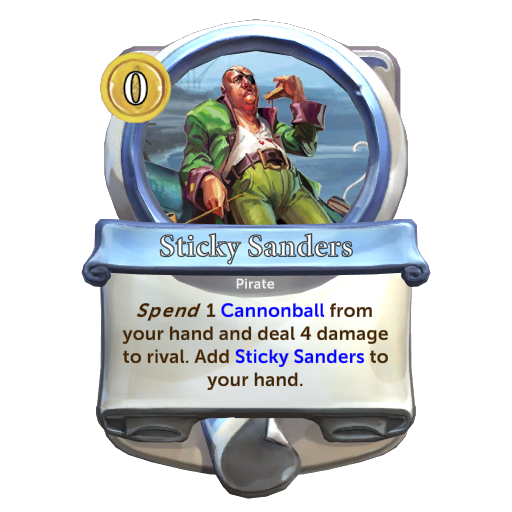 0
Sticky Sanders
Pirate
Spend 1 Cannonball from
your hand and deal 4 damage
to rival. Add Sticky Sanders to
your hand.